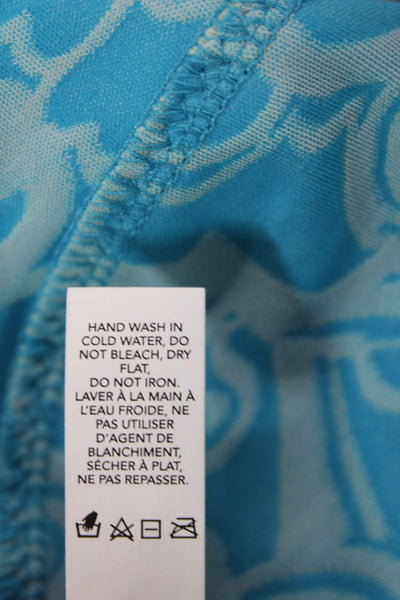 HAND WASH IN
COLD WATER, DO
NOT BLEACH, DRY
FLAT,
DO NOT IRON.
LAVER À LA MAIN À
L'EAU FROIDE, NE
PAS UTILISER
D'AGENT DE
BLANCHIMENT,
SÉCHER À PLAT,
NE PAS REPASSER.